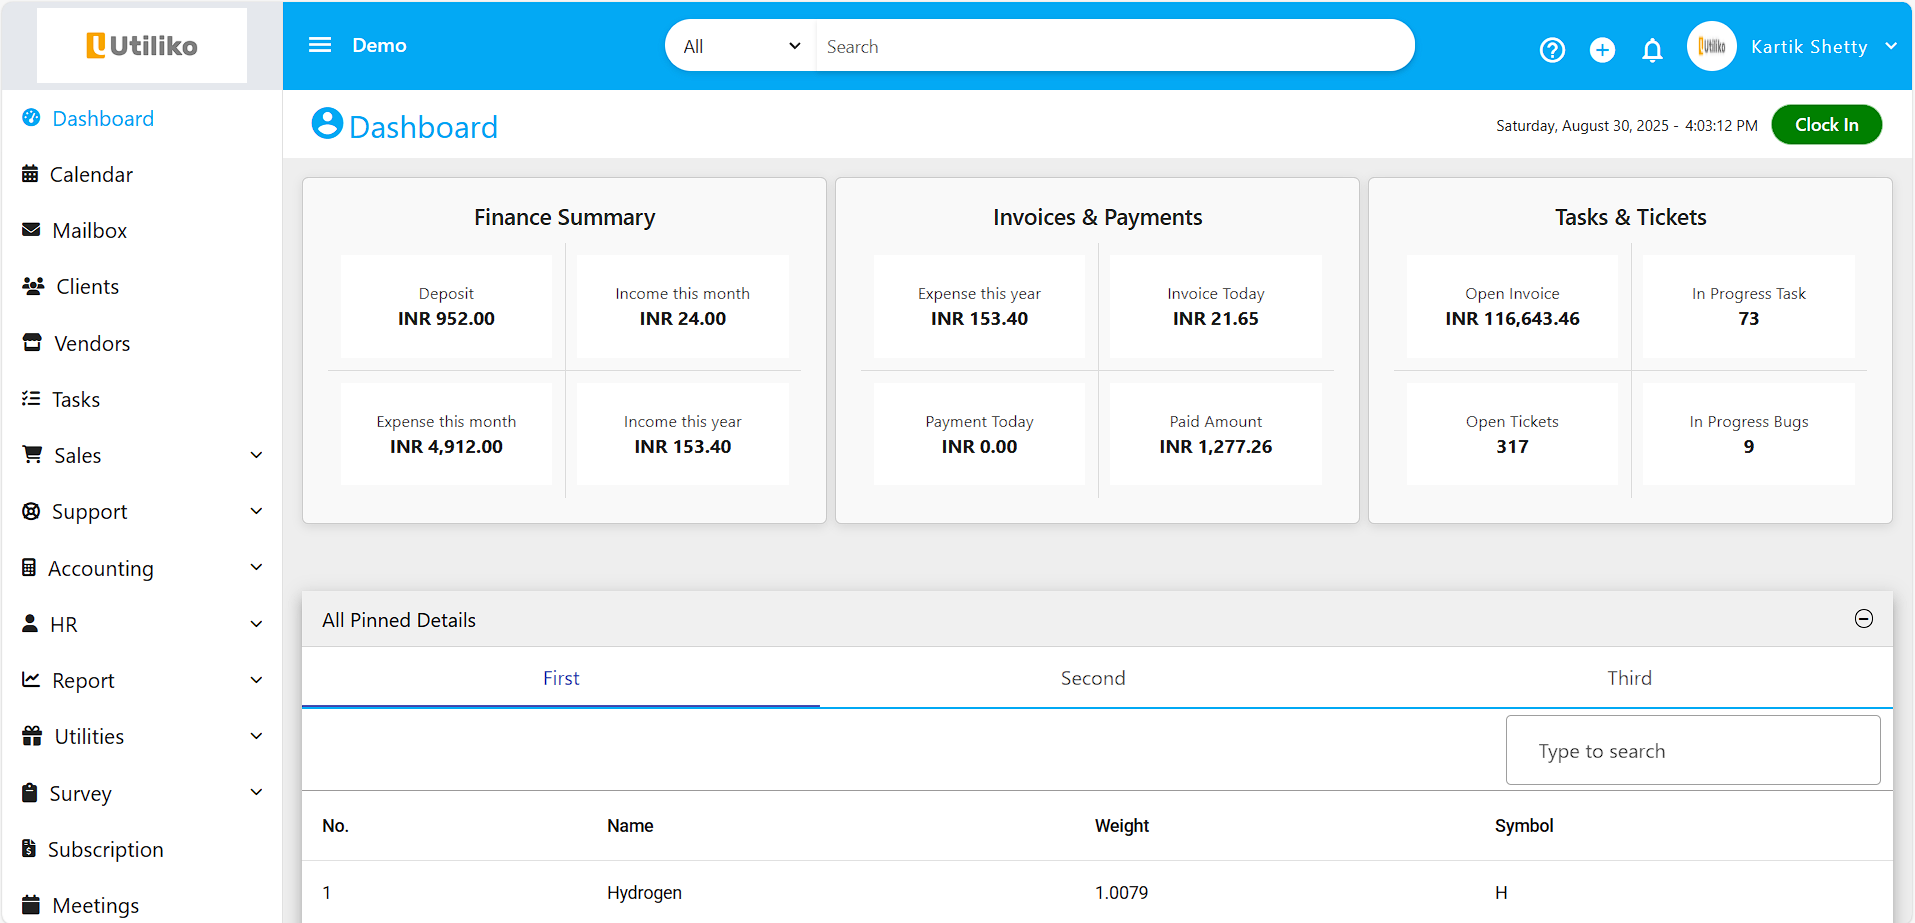 Utiliko
Demo
All
Search
Utiliko
Kartik Shetty
Dashboard
Calendar
Mailbox
Clients
Vendors
Tasks
Sales
Support
Accounting
HR
Report
Utilities
Survey
Subscription
Meetings
Dashboard
Saturday, August 30, 2025 - 4:03:12 PM
Clock In
Finance Summary
Deposit
INR 952.00
Income this month
INR 24.00
Expense this month
INR 4,912.00
Income this year
INR 153.40
Invoices & Payments
Expense this year
INR 153.40
Invoice Today
INR 21.65
Payment Today
INR 0.00
Paid Amount
INR 1,277.26
Tasks & Tickets
Open Invoice
INR 116,643.46
In Progress Task
73
Open Tickets
317
In Progress Bugs
9
All Pinned Details
First Second Third
Type to search
No. Name Weight Symbol
1 Hydrogen 1.0079 H